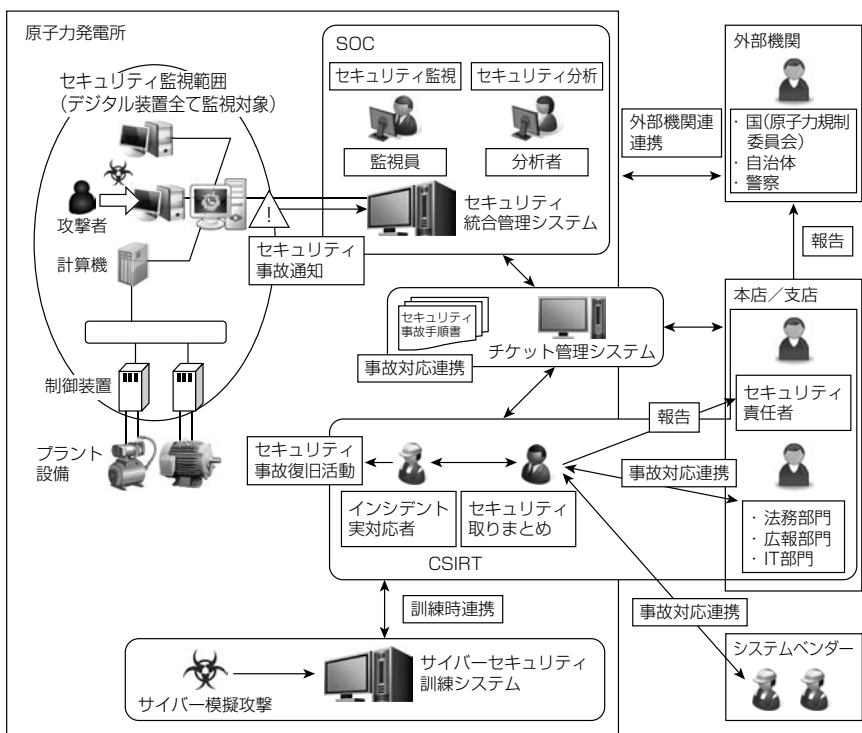 原子力発電所
セキュリティ監視範囲
(デジタル装置全て監視対象)
攻撃者
計算機
制御装置
プラント
設備
!
セキュリティ
事故通知
SOC
セキュリティ監視
セキュリティ分析
監視員
分析者
セキュリティ
統合管理システム
外部機関連
連携
外部機関
・国(原子力規制
委員会)
・自治体
・警察
報告
本店/支店
セキュリティ
責任者
・法務部門
・広報部門
・IT部門
セキュリティ
事故手順書
チケット管理システム
事故対応連携
報告
セキュリティ
事故復旧活動
事故対応連携
インシデント
実対応者
セキュリティ
取りまとめ
CSIRT
訓練時連携
事故対応連携
サイバー模擬攻撃
サイバーセキュリティ
訓練システム
システムベンダー